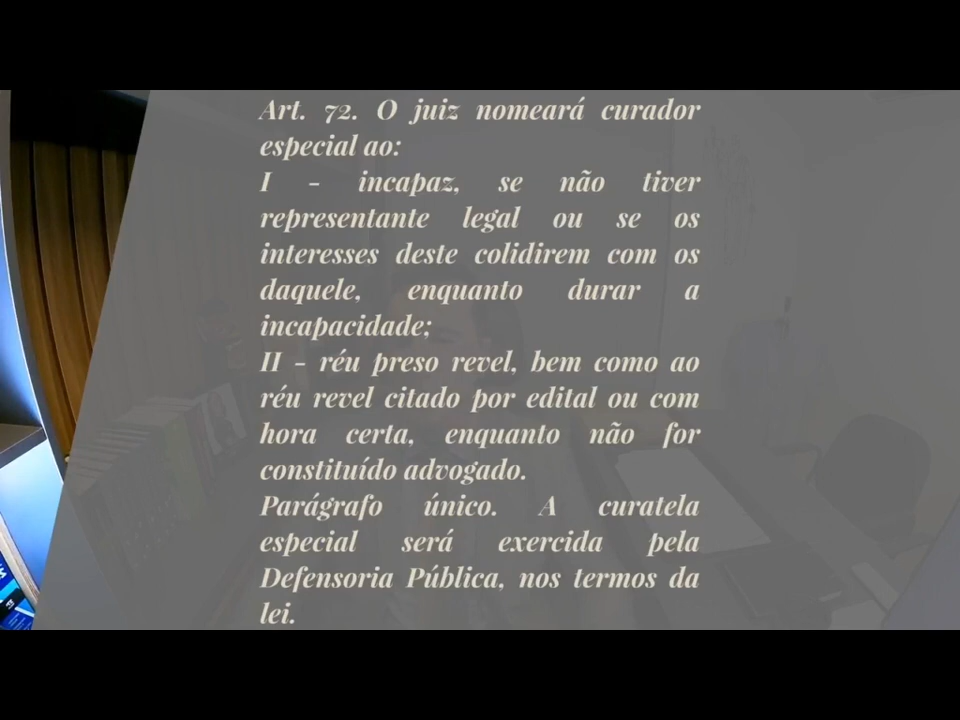 Art. 72. O juiz nomeará curador
especial ao:
I - incapaz, se não tiver
representante legal ou se os
interesses deste colidirem com os
daquele, enquanto durar a
incapacidade;
II - réu preso revel, bem como ao
réu revel citado por edital ou com
hora certa, enquanto não for
constituído advogado.
Parágrafo único. A curatela
especial será exercida pela
Defensoria Pública, nos termos da
lei.